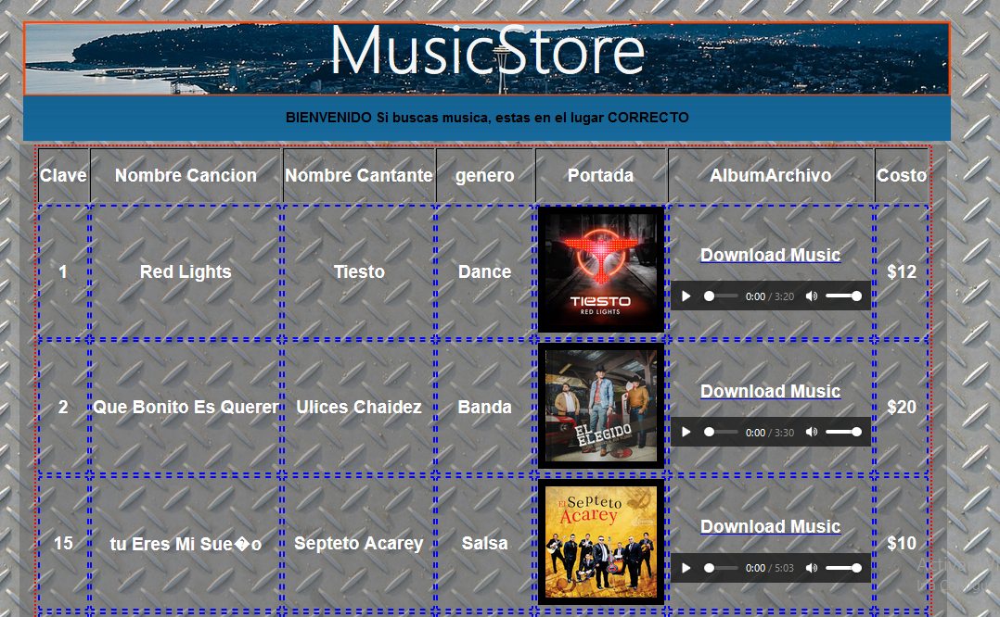 MusicStore
BIENVENIDO Si buscas musica, estas en el lugar CORRECTO
Clave Nombre Cancion Nombre Cantante genero Portada AlbumArchivo Costo
1 Red Lights Tiesto Dance $12
TIESTO
RED LIGHTS
Download Music
0:00 / 3:20
2 Que Bonito Es Querer Ulices Chaidez Banda $20
EL ELEGIDO
Download Music
0:00 / 3:30
15 tu Eres Mi Sue�o Septeto Acarey Salsa $10
El Septeto
Acarey
Download Music
0:00 / 5:03